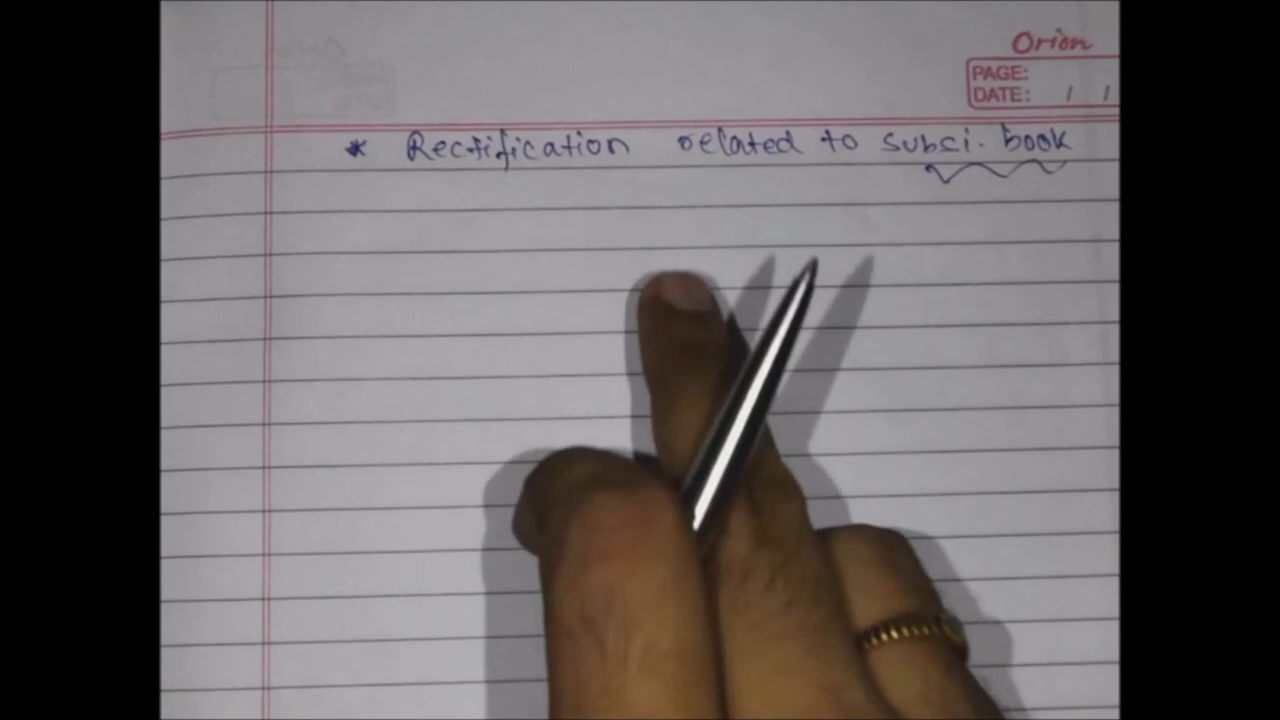 Orion
PAGE:
DATE: / /
* Rectification related to subsi. book